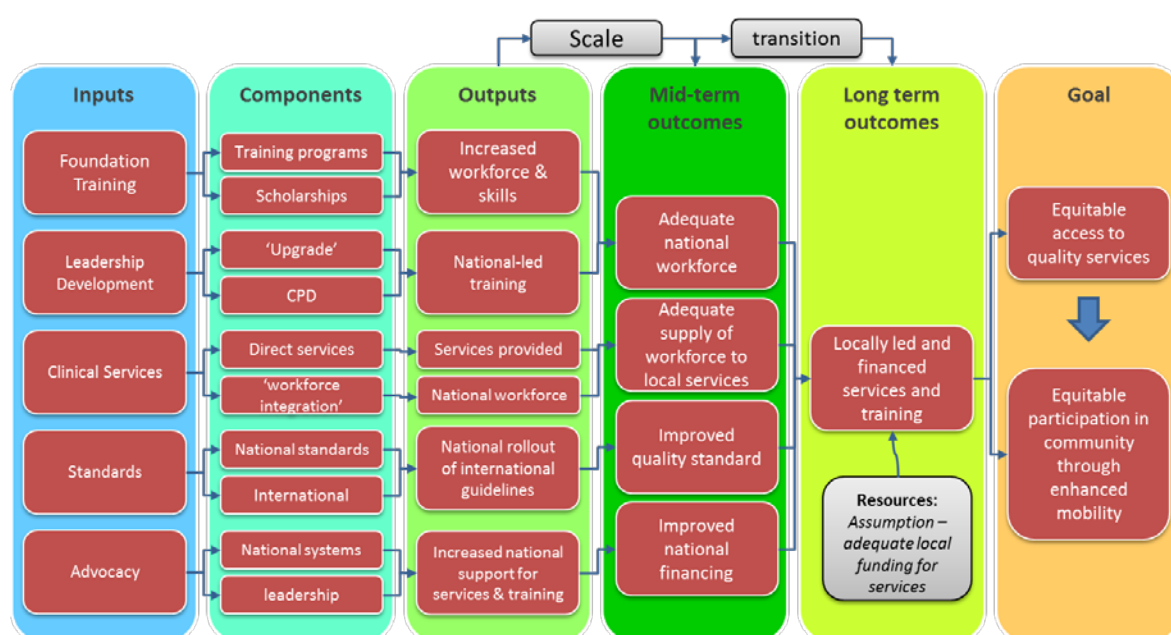 Scale
transition
Inputs
Components
Outputs
Mid-term
outcomes
Long term
outcomes
Goal
Foundation
Training
Leadership
Development
Clinical Services
Standards
Advocacy
Training programs
Scholarships
‘Upgrade’
CPD
Direct services
‘workforce
integration’
National standards
International
National systems
leadership
Increased
workforce &
skills
National-led
training
Services provided
National workforce
National rollout
of international
guidelines
Increased national
support for
services & training
Adequate
national
workforce
Adequate
supply of
workforce to
local services
Improved
quality standard
Improved
national
financing
Locally led and
financed
services and
training
Resources:
Assumption –
adequate local
funding for
services
Equitable
access to
quality services
Equitable
participation in
community
through
enhanced
mobility